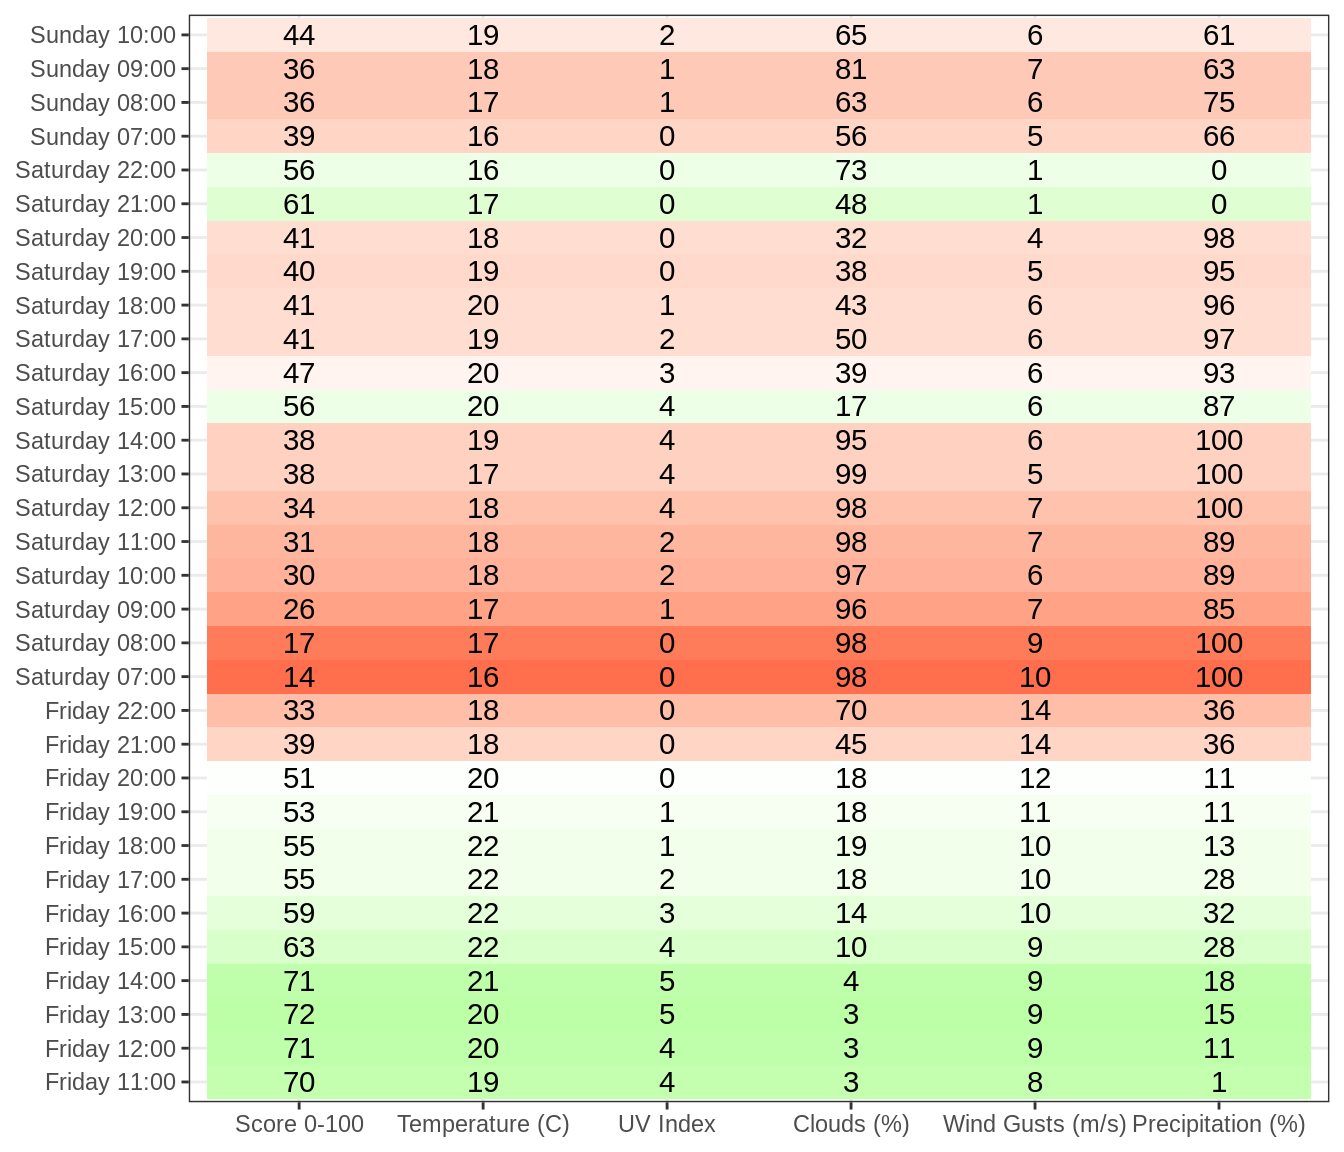 Sunday 10:00 44 19 2 65 6 61
Sunday 09:00 36 18 1 81 7 63
Sunday 08:00 36 17 1 63 6 75
Sunday 07:00 39 16 0 56 5 66
Saturday 22:00 56 16 0 73 1 0
Saturday 21:00 61 17 0 48 1 0
Saturday 20:00 41 18 0 32 4 98
Saturday 19:00 40 19 0 38 5 95
Saturday 18:00 41 20 1 43 6 96
Saturday 17:00 41 19 2 50 6 97
Saturday 16:00 47 20 3 39 6 93
Saturday 15:00 56 20 4 17 6 87
Saturday 14:00 38 19 4 95 6 100
Saturday 13:00 38 17 4 99 5 100
Saturday 12:00 34 18 4 98 7 100
Saturday 11:00 31 18 2 98 7 89
Saturday 10:00 30 18 2 97 6 89
Saturday 09:00 26 17 1 96 7 85
Saturday 08:00 17 17 0 98 9 100
Saturday 07:00 14 16 0 98 10 100
Friday 22:00 33 18 0 70 14 36
Friday 21:00 39 18 0 45 14 36
Friday 20:00 51 20 0 18 12 11
Friday 19:00 53 21 1 18 11 11
Friday 18:00 55 22 1 19 10 13
Friday 17:00 55 22 2 18 10 28
Friday 16:00 59 22 3 14 10 32
Friday 15:00 63 22 4 10 9 28
Friday 14:00 71 21 5 4 9 18
Friday 13:00 72 20 5 3 9 15
Friday 12:00 71 20 4 3 9 11
Friday 11:00 70 19 4 3 8 1
Score 0-100 Temperature (C) UV Index Clouds (%) Wind Gusts (m/s) Precipitation (%)